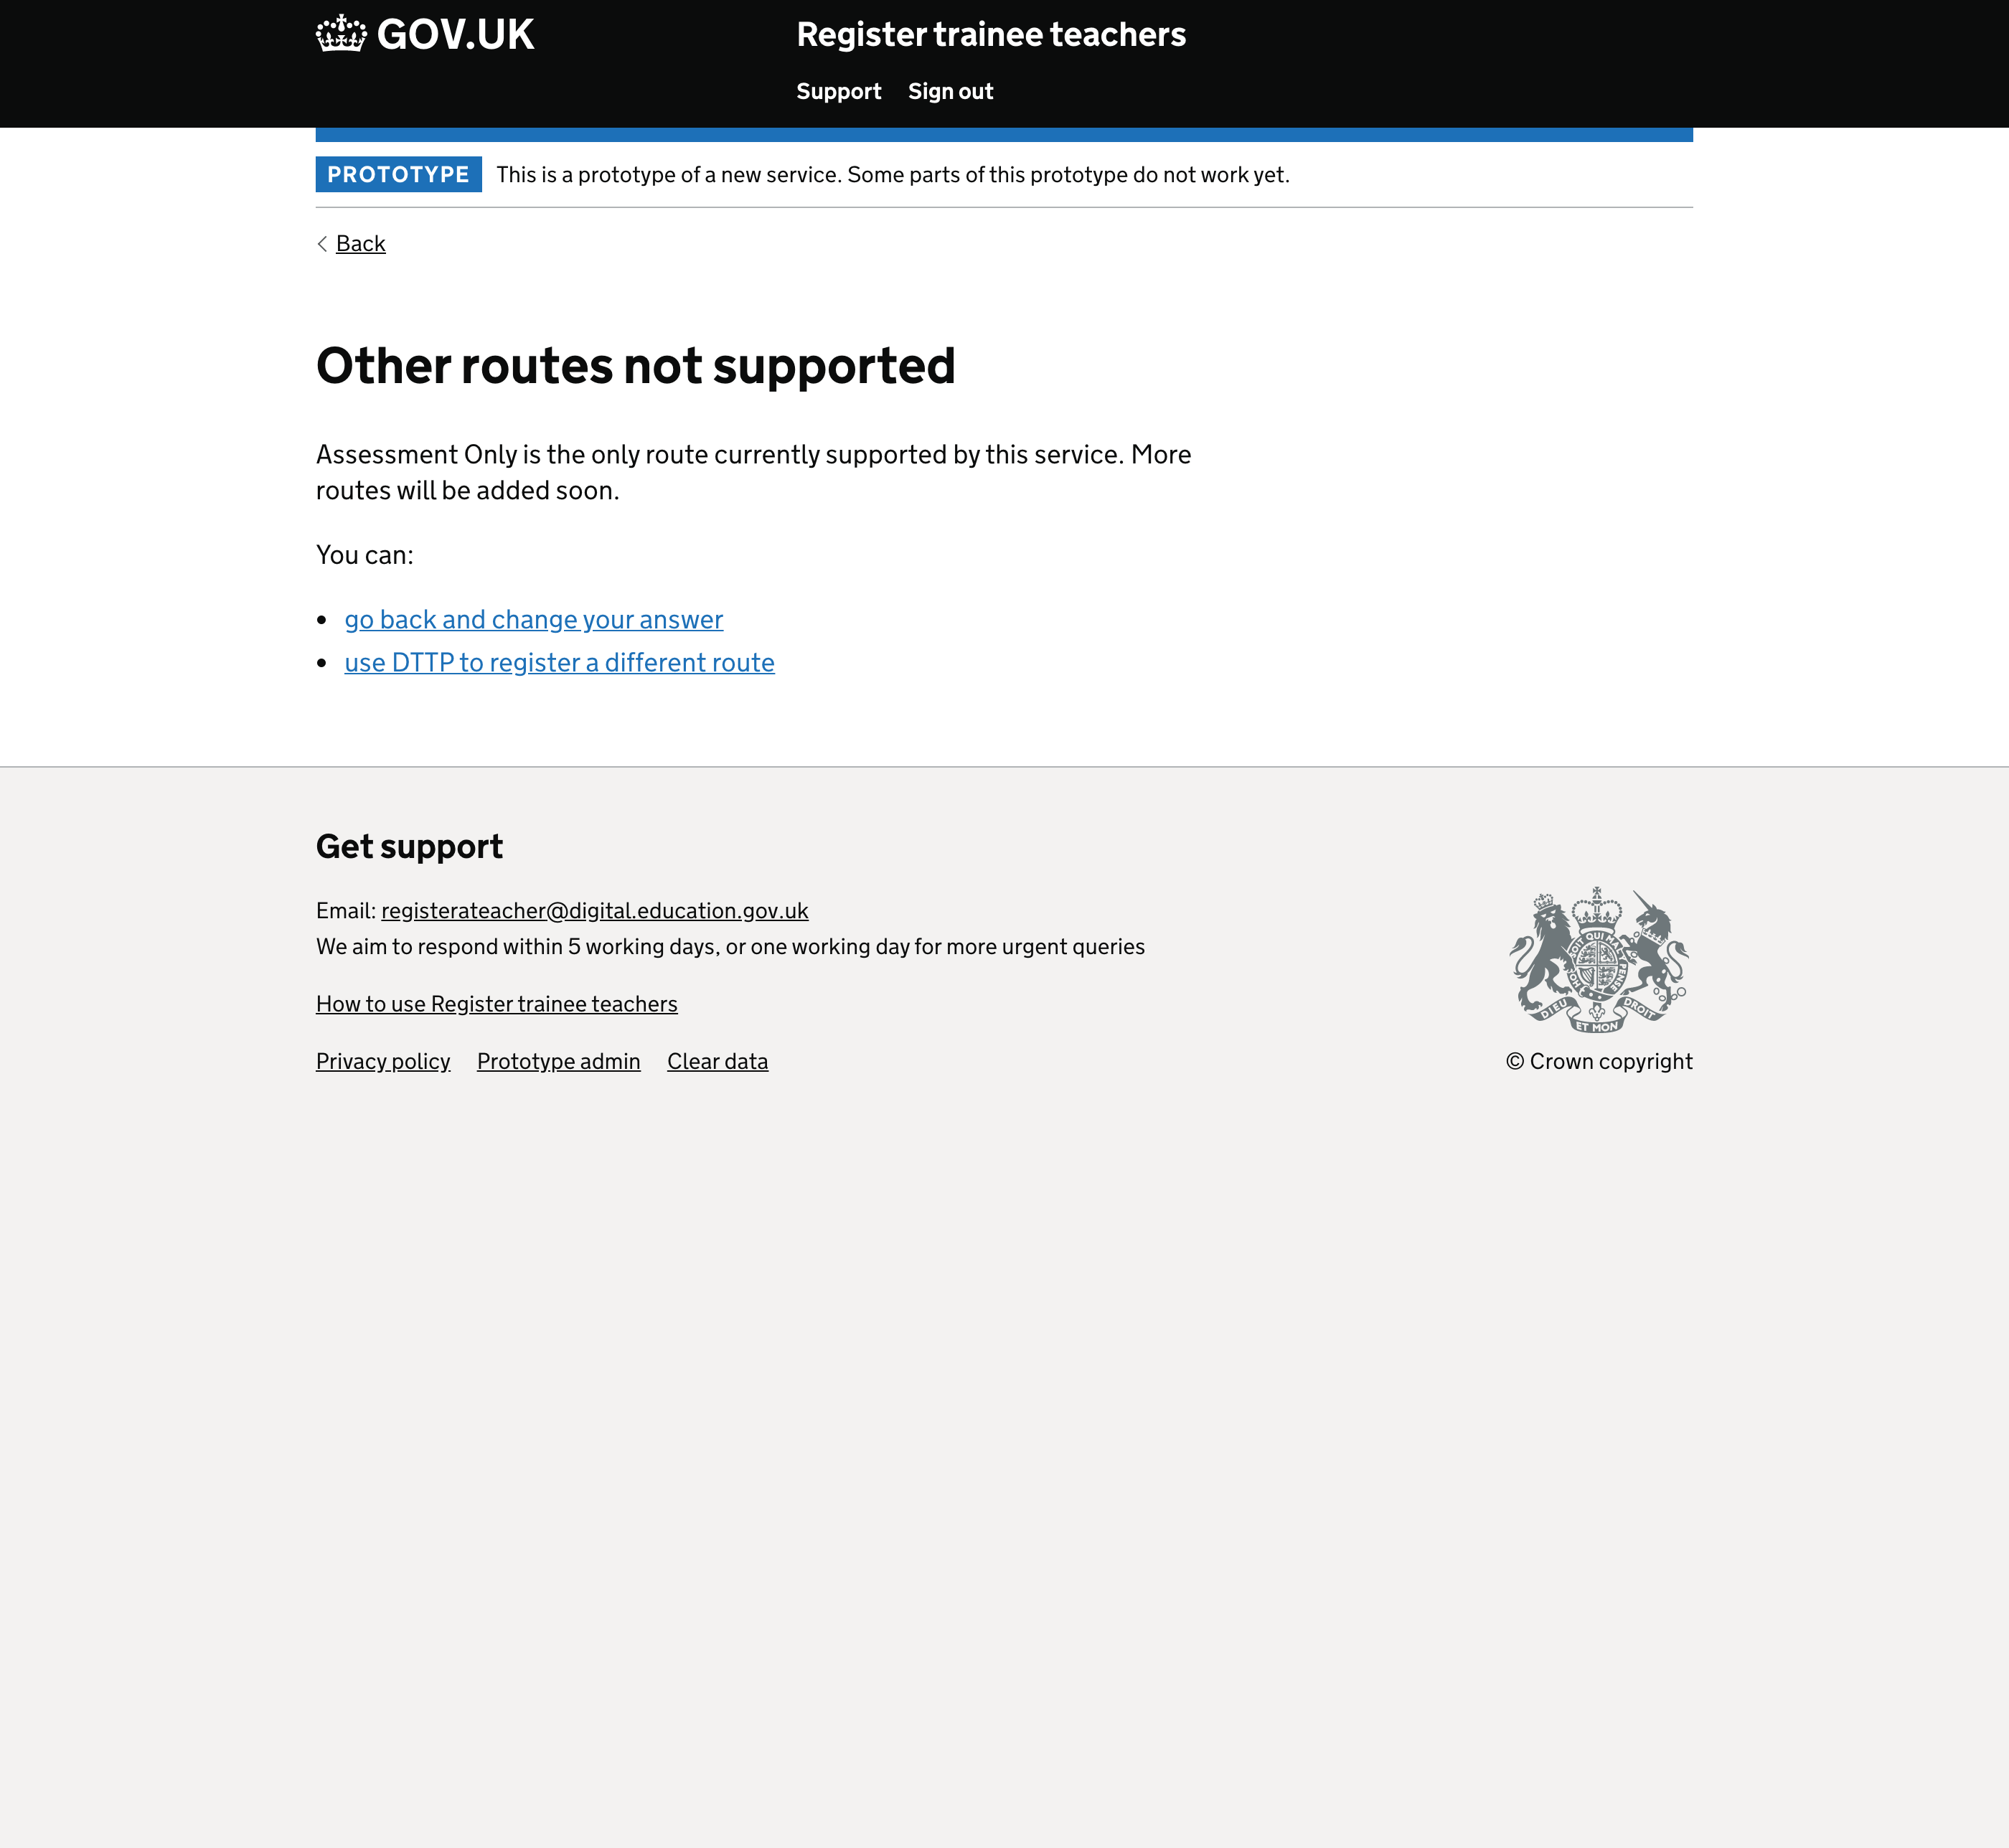 GOV.UK
Register trainee teachers
Support Sign out
PROTOTYPE This is a prototype of a new service. Some parts of this prototype do not work yet.
Back
Other routes not supported
Assessment Only is the only route currently supported by this service. More
routes will be added soon.
You can:
• go back and change your answer
• use DTTP to register a different route
Get support
Email: registerateacher@digital.education.gov.uk
We aim to respond within 5 working days, or one working day for more urgent queries
How to use Register trainee teachers
Privacy policy Prototype admin Clear data
DIEU ET MON DROIT
© Crown copyright